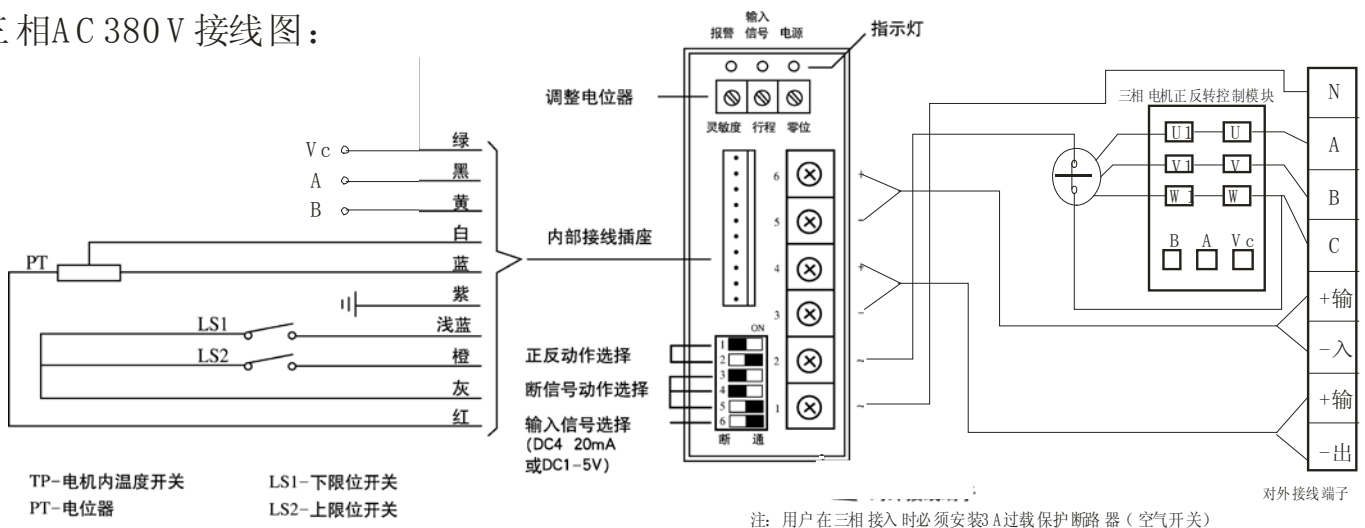 三相AC380V接线图：
报警 输入信号 电源
指示灯
调整电位器
灵敏度 行程 零位
Vc 绿
A 黑
B 黄
白
PT 蓝
紫
LS1 浅蓝
LS2 橙
灰
红
内部接线插座
6
5
4
3
2
1
+
-
+
-
~
~
ON
1
2
3
4
5
6
断 通
正反动作选择
断信号动作选择
输入信号选择
(DC4 20mA
或DC1-5V)
三相电机正反转控制模块
U1 U
V1 V
W1 W
B A Vc
N
A
B
C
+输
-入
+输
-出
对外接线端子
TP-电机内温度开关 LS1-下限位开关
PT-电位器 LS2-上限位开关
注：用户在三相接入时必须安装3A过载保护断路器（空气开关）